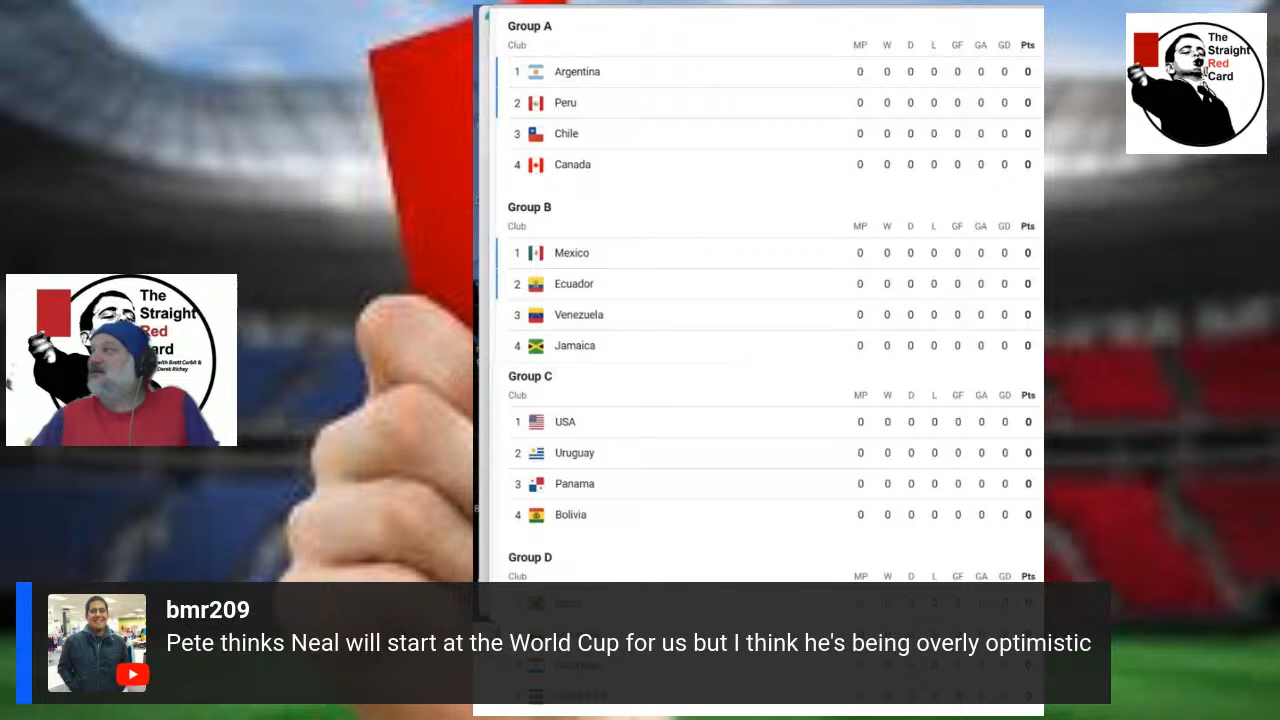 Group A
Club MP W D L GF GA GD Pts
1 Argentina 0 0 0 0 0 0 0 0
2 Peru 0 0 0 0 0 0 0 0
3 Chile 0 0 0 0 0 0 0 0
4 Canada 0 0 0 0 0 0 0 0
Group B
Club MP W D L GF GA GD Pts
1 Mexico 0 0 0 0 0 0 0 0
2 Ecuador 0 0 0 0 0 0 0 0
3 Venezuela 0 0 0 0 0 0 0 0
4 Jamaica 0 0 0 0 0 0 0 0
Group C
Club MP W D L GF GA GD Pts
1 USA 0 0 0 0 0 0 0 0
2 Uruguay 0 0 0 0 0 0 0 0
3 Panama 0 0 0 0 0 0 0 0
4 Bolivia 0 0 0 0 0 0 0 0
Group D
Club MP W D L GF GA GD Pts
The
Straight
Red
Card
The
Straight
Red
ard
with Brett Corbit &
Derek Richey
bmr209
Pete thinks Neal will start at the World Cup for us but I think he's being overly optimistic